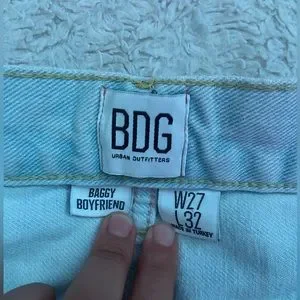 BDG
URBAN OUTFITTERS
BAGGY
BOYFRIEND
W27
L32
MADE IN TURKEY